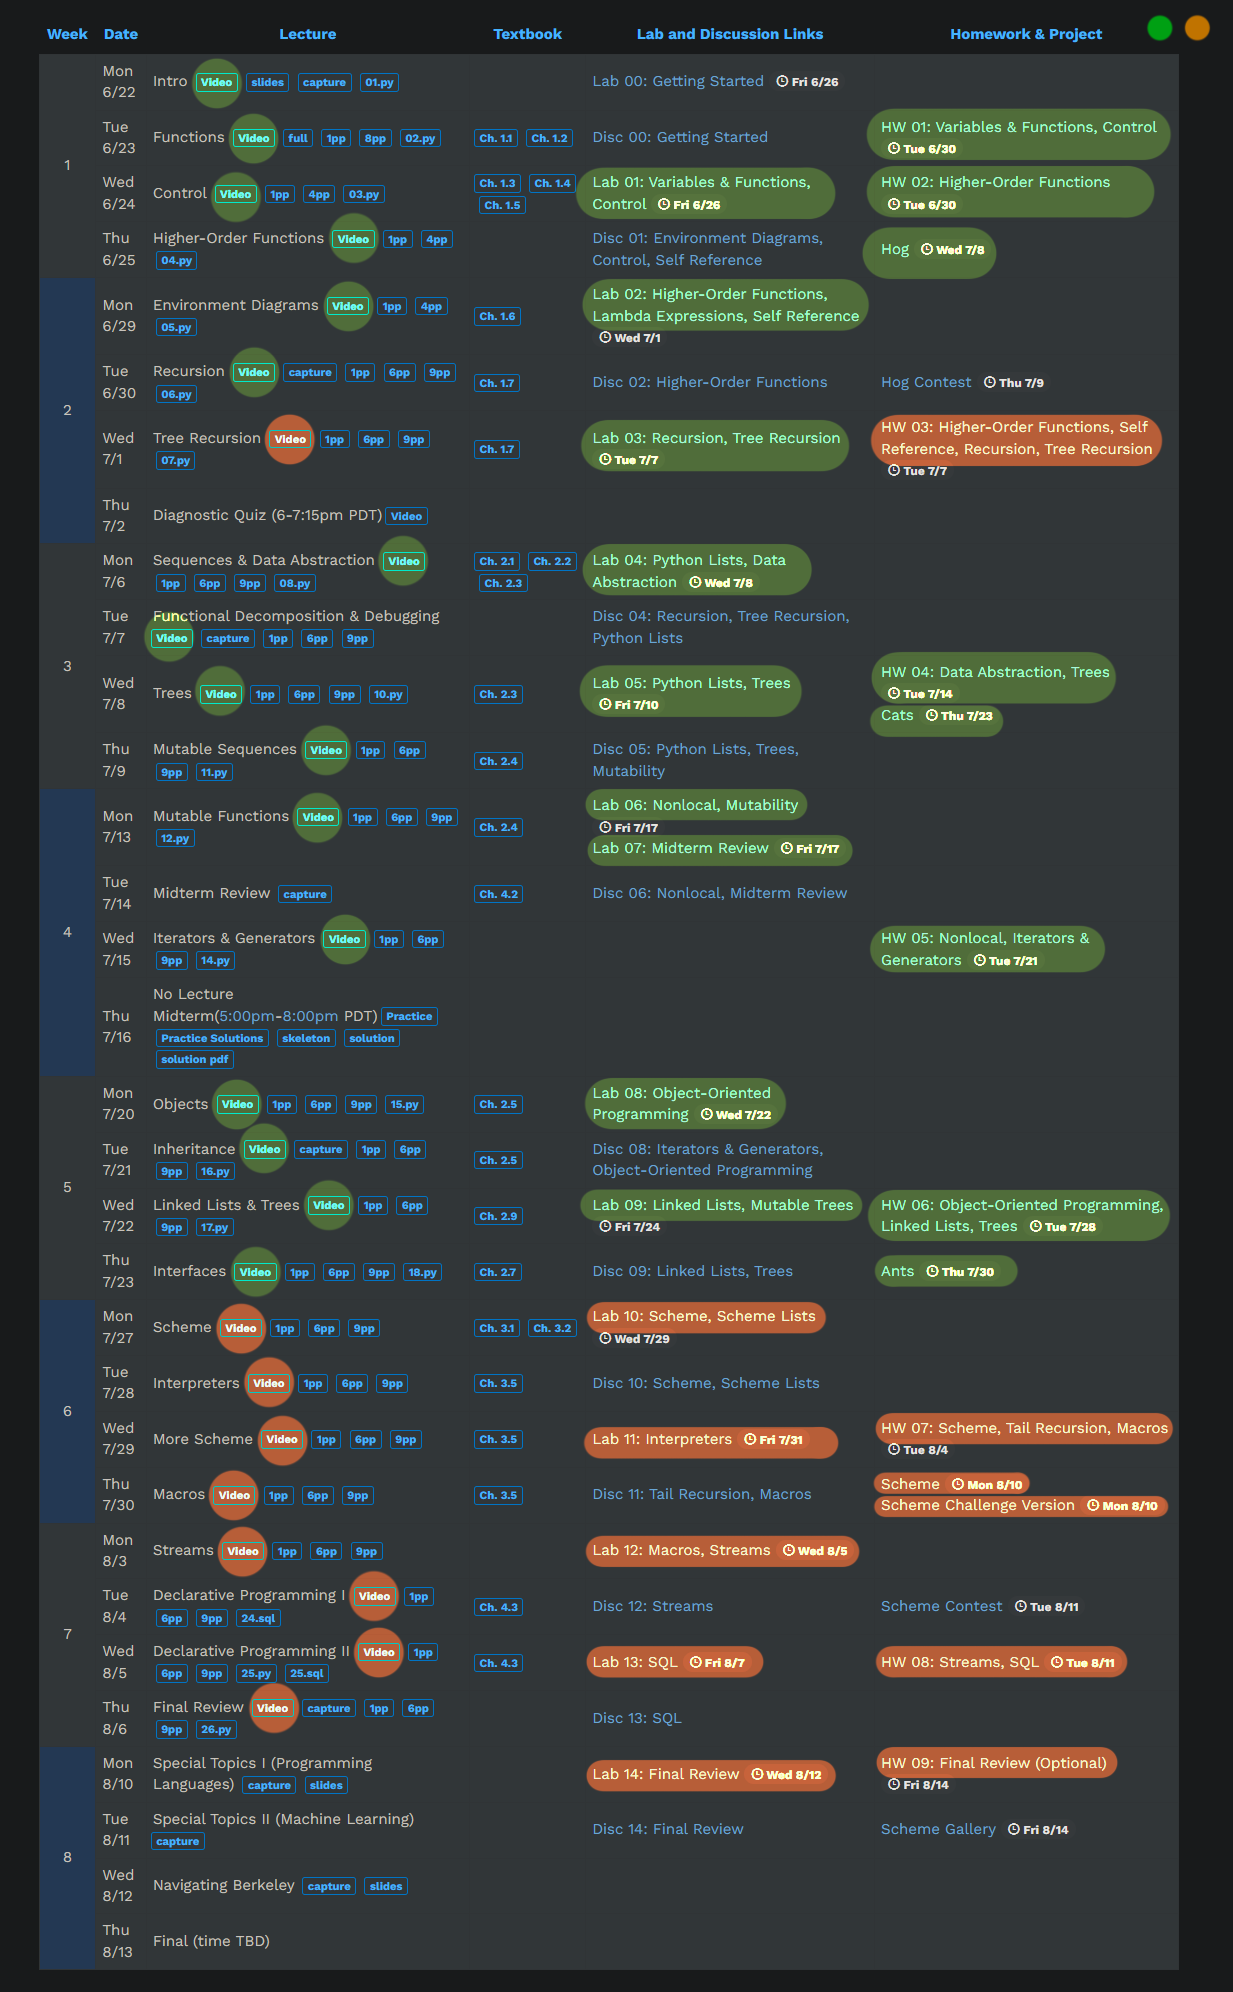 Week Date Lecture Textbook Lab and Discussion Links Homework & Project
1
Mon 6/22 Intro Video slides capture 01.py Lab 00: Getting Started Fri 6/26
Tue 6/23 Functions Video full 1pp 8pp 02.py Ch. 1.1 Ch. 1.2 Disc 00: Getting Started HW 01: Variables & Functions, Control Tue 6/30
Wed 6/24 Control Video 1pp 4pp 03.py Ch. 1.3 Ch. 1.4 Ch. 1.5 Lab 01: Variables & Functions, Control Fri 6/26 HW 02: Higher-Order Functions Tue 6/30
Thu 6/25 Higher-Order Functions Video 1pp 4pp 04.py Disc 01: Environment Diagrams, Control, Self Reference Hog Wed 7/8
2
Mon 6/29 Environment Diagrams Video 1pp 4pp 05.py Ch. 1.6 Lab 02: Higher-Order Functions, Lambda Expressions, Self Reference Wed 7/1
Tue 6/30 Recursion Video capture 1pp 6pp 9pp 06.py Ch. 1.7 Disc 02: Higher-Order Functions Hog Contest Thu 7/9
Wed 7/1 Tree Recursion Video 1pp 6pp 9pp 07.py Ch. 1.7 Lab 03: Recursion, Tree Recursion Tue 7/7 HW 03: Higher-Order Functions, Self Reference, Recursion, Tree Recursion Tue 7/7
Thu 7/2 Diagnostic Quiz (6-7:15pm PDT) Video
3
Mon 7/6 Sequences & Data Abstraction Video 1pp 6pp 9pp 08.py Ch. 2.1 Ch. 2.2 Ch. 2.3 Lab 04: Python Lists, Data Abstraction Wed 7/8
Tue 7/7 Functional Decomposition & Debugging Video capture 1pp 6pp 9pp Disc 04: Recursion, Tree Recursion, Python Lists
Wed 7/8 Trees Video 1pp 6pp 9pp 10.py Ch. 2.3 Lab 05: Python Lists, Trees Fri 7/10 HW 04: Data Abstraction, Trees Tue 7/14 Cats Thu 7/23
Thu 7/9 Mutable Sequences Video 1pp 6pp 9pp 11.py Ch. 2.4 Disc 05: Python Lists, Trees, Mutability
4
Mon 7/13 Mutable Functions Video 1pp 6pp 9pp 12.py Ch. 2.4 Lab 06: Nonlocal, Mutability Fri 7/17 Lab 07: Midterm Review Fri 7/17
Tue 7/14 Midterm Review capture Ch. 4.2 Disc 06: Nonlocal, Midterm Review
Wed 7/15 Iterators & Generators Video 1pp 6pp 9pp 14.py HW 05: Nonlocal, Iterators & Generators Tue 7/21
Thu 7/16 No Lecture Midterm(5:00pm-8:00pm PDT) Practice Practice Solutions skeleton solution solution pdf
5
Mon 7/20 Objects Video 1pp 6pp 9pp 15.py Ch. 2.5 Lab 08: Object-Oriented Programming Wed 7/22
Tue 7/21 Inheritance Video capture 1pp 6pp 9pp 16.py Ch. 2.5 Disc 08: Iterators & Generators, Object-Oriented Programming
Wed 7/22 Linked Lists & Trees Video 1pp 6pp 9pp 17.py Ch. 2.9 Lab 09: Linked Lists, Mutable Trees Fri 7/24 HW 06: Object-Oriented Programming, Linked Lists, Trees Tue 7/28
Thu 7/23 Interfaces Video 1pp 6pp 9pp 18.py Ch. 2.7 Disc 09: Linked Lists, Trees Ants Thu 7/30
6
Mon 7/27 Scheme Video 1pp 6pp 9pp Ch. 3.1 Ch. 3.2 Lab 10: Scheme, Scheme Lists Wed 7/29
Tue 7/28 Interpreters Video 1pp 6pp 9pp Ch. 3.5 Disc 10: Scheme, Scheme Lists
Wed 7/29 More Scheme Video 1pp 6pp 9pp Ch. 3.5 Lab 11: Interpreters Fri 7/31 HW 07: Scheme, Tail Recursion, Macros Tue 8/4
Thu 7/30 Macros Video 1pp 6pp 9pp Ch. 3.5 Disc 11: Tail Recursion, Macros Scheme Mon 8/10 Scheme Challenge Version Mon 8/10
7
Mon 8/3 Streams Video 1pp 6pp 9pp Lab 12: Macros, Streams Wed 8/5
Tue 8/4 Declarative Programming I Video 1pp 6pp 9pp 24.sql Ch. 4.3 Disc 12: Streams Scheme Contest Tue 8/11
Wed 8/5 Declarative Programming II Video 1pp 6pp 9pp 25.py 25.sql Ch. 4.3 Lab 13: SQL Fri 8/7 HW 08: Streams, SQL Tue 8/11
Thu 8/6 Final Review Video capture 1pp 6pp 9pp 26.py Disc 13: SQL
8
Mon 8/10 Special Topics I (Programming Languages) capture slides Lab 14: Final Review Wed 8/12 HW 09: Final Review (Optional) Fri 8/14
Tue 8/11 Special Topics II (Machine Learning) capture Disc 14: Final Review Scheme Gallery Fri 8/14
Wed 8/12 Navigating Berkeley capture slides
Thu 8/13 Final (time TBD)